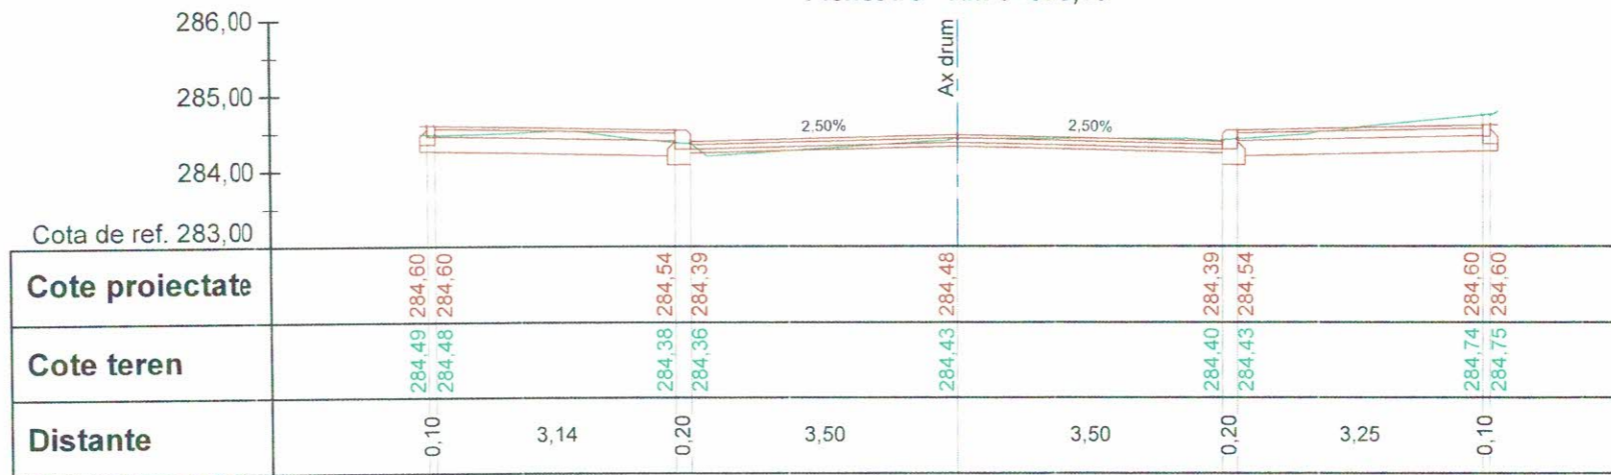 286,00
Ax drum
285,00
2.50%
2,50%
284,00
Cota de ref. 283,00
Cote proiectate
284,60 284,60 284,54 284,39 284,48 284,39 284,54 284,60 284,60
Cote teren
284,49 284,48 284,38 284,36 284,43 284,40 284,43 284,74 284,75
Distante
0,10 3,14 0,20 3,50 3,50 0,20 3,25 0,10